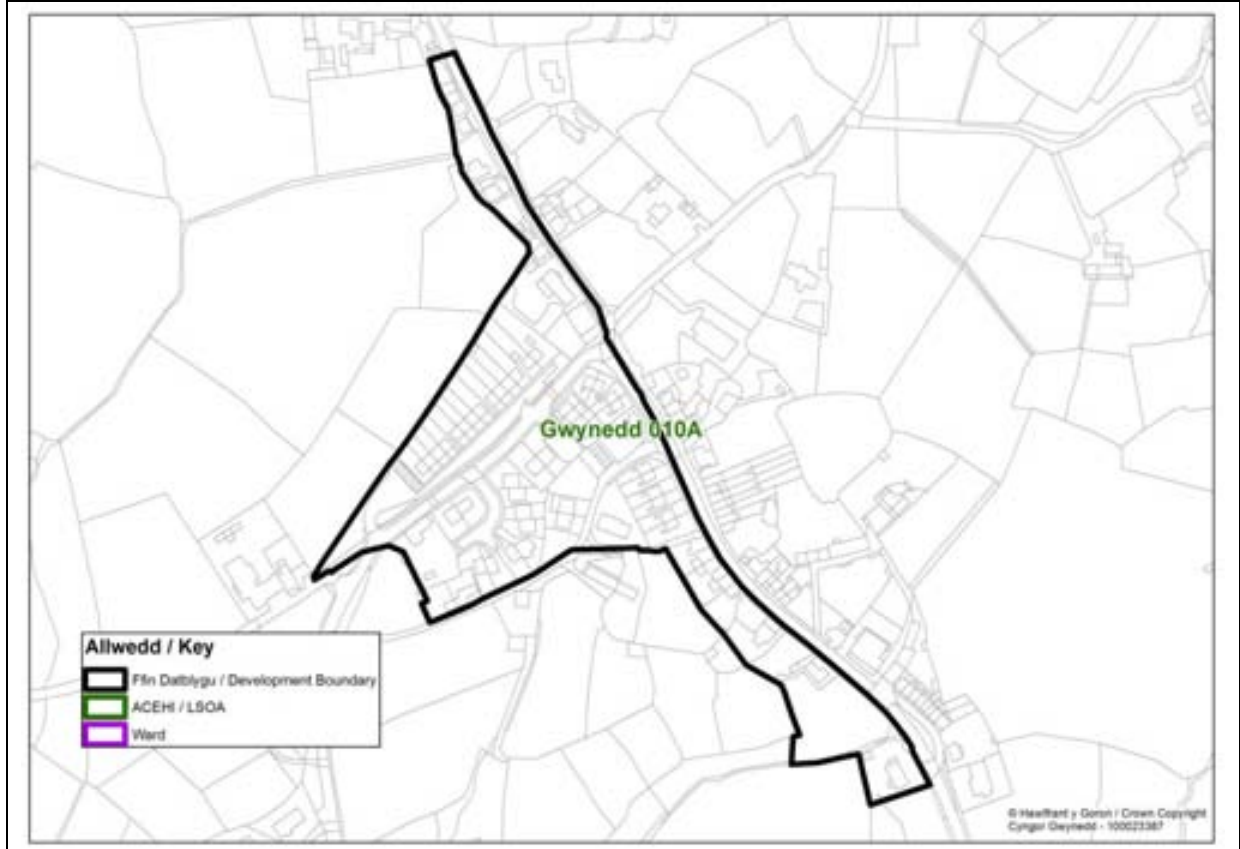 Gwynedd 010A
Allwedd / Key
Ffin Datblygu / Development Boundary
ACEHI / LSOA
Ward
© Hawlfraint y Goron / Crown Copyright
Cyngor Gwynedd - 100023387